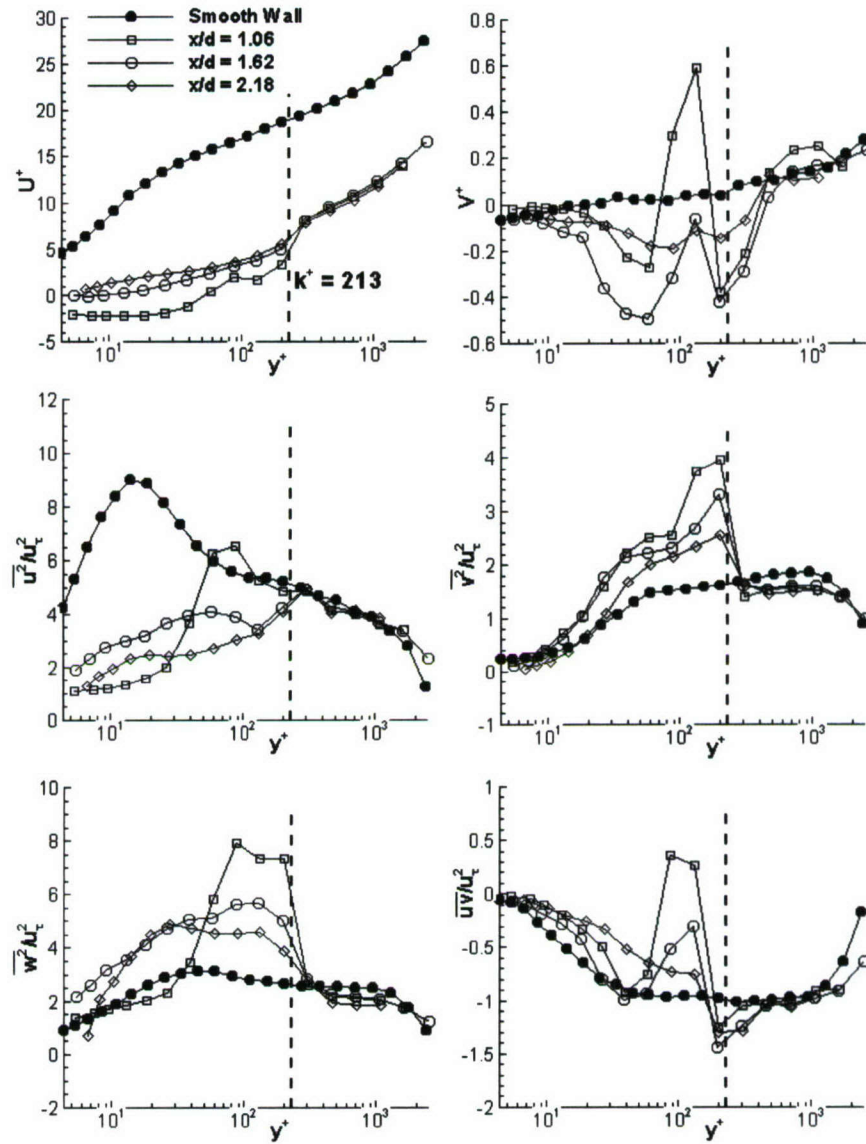 Smooth Wall
x/d = 1.06
x/d = 1.62
x/d = 2.18
30
25
20
15
10
5
0
-5
U⁺
k⁺ = 213
10¹ 10² 10³
y⁺
0.8
0.6
0.4
0.2
0
-0.2
-0.4
-0.6
V⁺
10¹ 10² 10³
y⁺
12
10
8
6
4
2
0
u²/u²τ
10¹ 10² 10³
y⁺
5
4
3
2
1
0
-1
v²/u²τ
10¹ 10² 10³
y⁺
10
8
6
4
2
0
-2
w²/u²τ
10¹ 10² 10³
y⁺
1
0.5
0
-0.5
-1
-1.5
-2
uv/u²τ
10¹ 10² 10³
y⁺